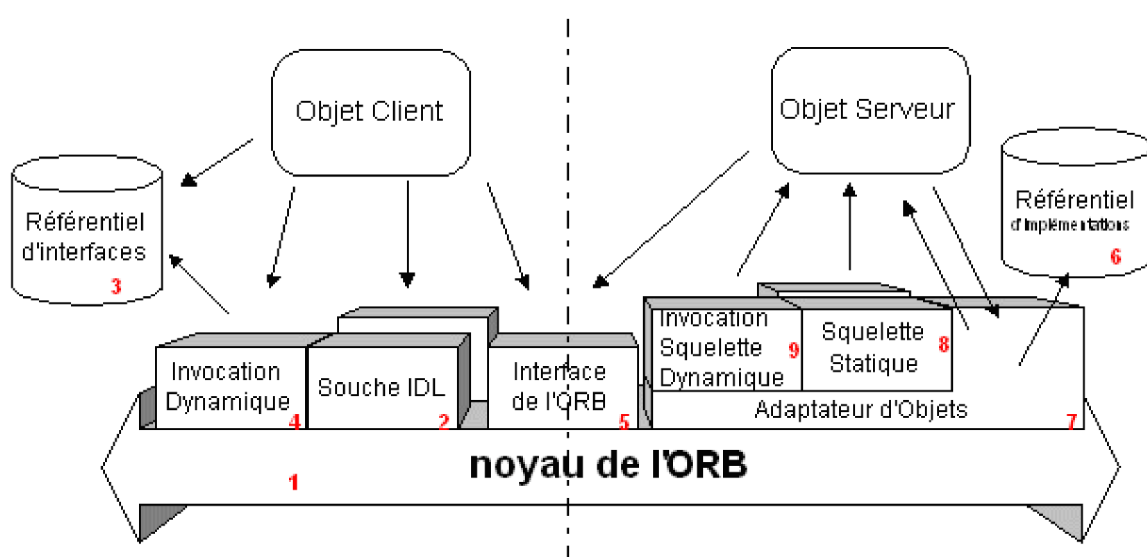 Objet Client
Objet Serveur
Référentiel
d'interfaces
3
Référentiel
d'Implémentations
6
Invocation
Dynamique
4
Souche IDL
2
Interface
de l'ORB
5
Invocation
Squelette
Dynamique
9
Squelette
Statique
8
Adaptateur d'Objets
7
noyau de l'ORB
1